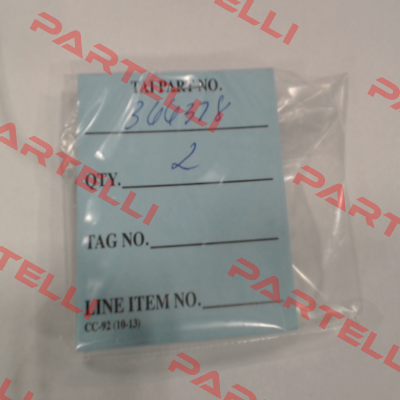 TAI PART NO.
366378
QTY. 2
TAG NO.
LINE ITEM NO.
CC-92 (10-13)
PARTELLI
PARTELLI
PARTELLI
PARTELLI
PARTELLI